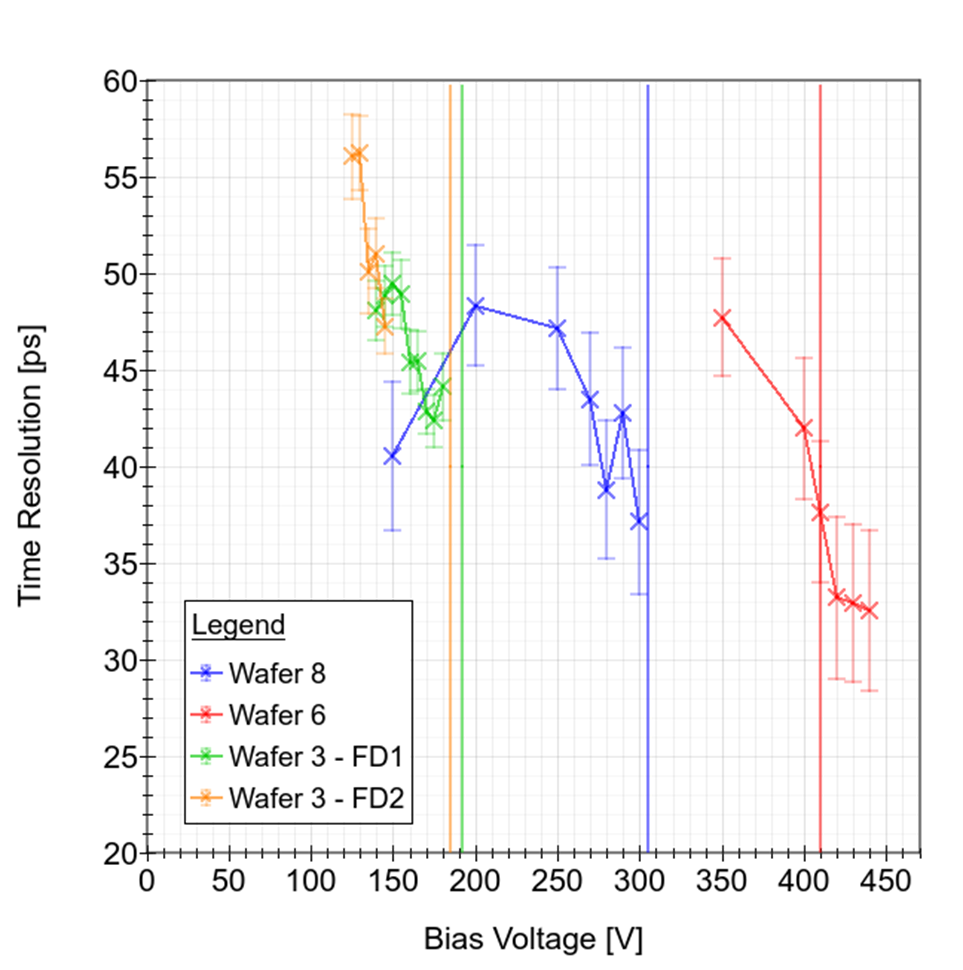 60
55
50
45
40
35
30
25
20
Time Resolution [ps]
Legend
Wafer 8
Wafer 6
Wafer 3 - FD1
Wafer 3 - FD2
0 50 100 150 200 250 300 350 400 450
Bias Voltage [V]